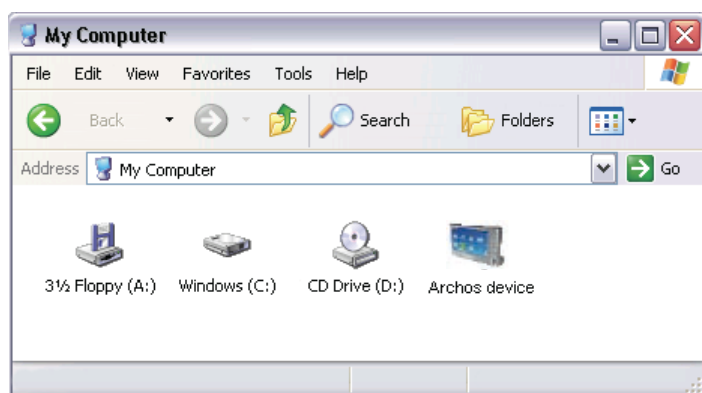 My Computer
File Edit View Favorites Tools Help
Back Search Folders
Address My Computer Go
3½ Floppy (A:) Windows (C:) CD Drive (D:) Archos device